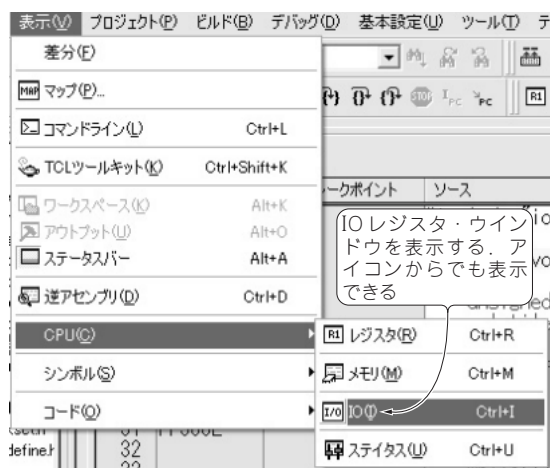 表示(V) プロジェクト(P) ビルド(B) デバッグ(D) 基本設定(U) ツール(T) テ
差分(F)
MAP マップ(P)...
コマンドライン(L) Ctrl+L
TCLツールキット(K) Ctrl+Shift+K
ワークスペース(K) Alt+K
アウトプット(U) Alt+O
ステータスバー Alt+A
逆アセンブリ(D) Ctrl+D
CPU(C)
シンボル(S)
コード(O)
STOP
PC
PC
R1
ークポイント ソース
IOレジスタ・ウイン
ドウを表示する．ア
イコンからでも表示
できる
R1 レジスタ(R) Ctrl+R
メモリ(M) Ctrl+M
I/O IO(I) Ctrl+I
ステイタス(U) Ctrl+U
define.h
32